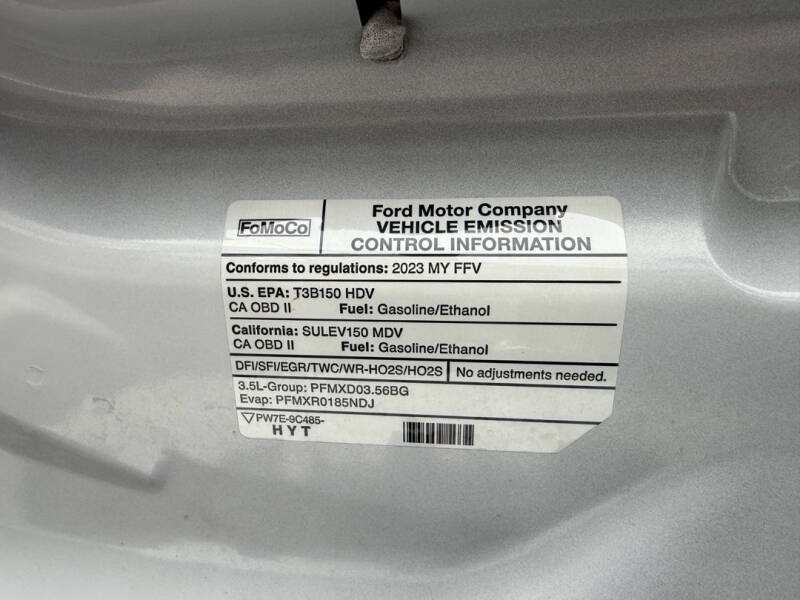 FoMoCo
Ford Motor Company
VEHICLE EMISSION
CONTROL INFORMATION
Conforms to regulations: 2023 MY FFV
U.S. EPA: T3B150 HDV
CA OBD II Fuel: Gasoline/Ethanol
California: SULEV150 MDV
CA OBD II Fuel: Gasoline/Ethanol
DFI/SFI/EGR/TWC/WR-HO2S/HO2S No adjustments needed.
3.5L-Group: PFMXD03.56BG
Evap: PFMXR0185NDJ
PW7E-9C485-
HYT